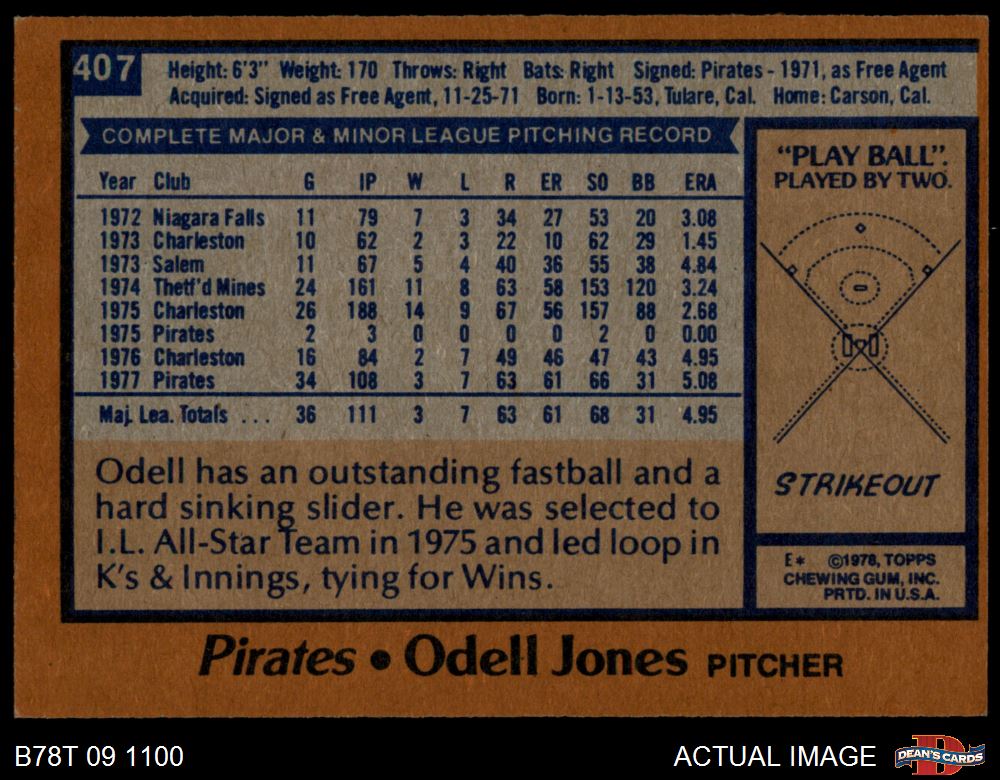 407
Height: 6'3" Weight: 170 Throws: Right Bats: Right Signed: Pirates - 1971, as Free Agent
Acquired: Signed as Free Agent, 11-25-71 Born: 1-13-53, Tulare, Cal. Home: Carson, Cal.
COMPLETE MAJOR & MINOR LEAGUE PITCHING RECORD
Year Club G IP W L R ER SO BB ERA
1972 Niagara Falls 11 79 7 3 34 27 53 20 3.08
1973 Charleston 10 62 2 3 22 10 62 29 1.45
1973 Salem 11 67 5 4 40 36 55 38 4.84
1974 Thetf'd Mines 24 161 11 8 63 58 153 120 3.24
1975 Charleston 26 188 14 9 67 56 157 88 2.68
1975 Pirates 2 3 0 0 0 0 2 0 0.00
1976 Charleston 16 84 2 7 49 46 47 43 4.95
1977 Pirates 34 108 3 7 63 61 66 31 5.08
Maj. Lea. Totals ... 36 111 3 7 63 61 68 31 4.95
Odell has an outstanding fastball and a
hard sinking slider. He was selected to
I.L. All-Star Team in 1975 and led loop in
K's & Innings, tying for Wins.
"PLAY BALL".
PLAYED BY TWO.
STRIKEOUT
E* ©1978, TOPPS
CHEWING GUM, INC.
PRTD. IN U.S.A.
Pirates • Odell Jones PITCHER
B78T 09 1100
ACTUAL IMAGE
D
DEAN'S CARDS